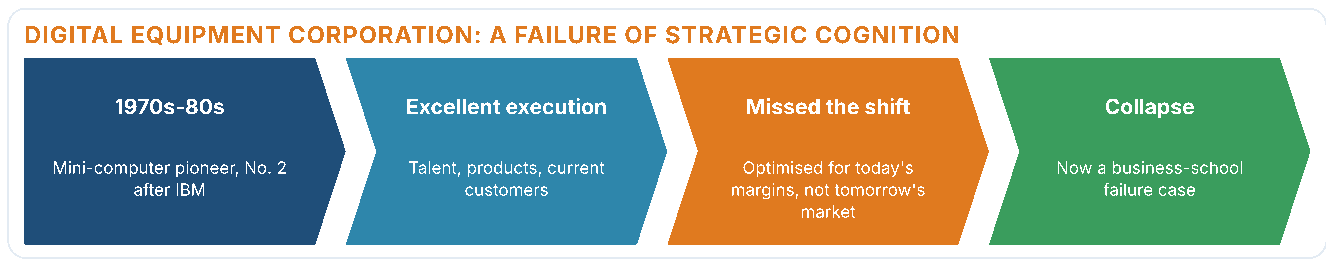 DIGITAL EQUIPMENT CORPORATION: A FAILURE OF STRATEGIC COGNITION
1970s-80s
Mini-computer pioneer, No. 2
after IBM
Excellent execution
Talent, products, current
customers
Missed the shift
Optimised for today's
margins, not tomorrow's
market
Collapse
Now a business-school
failure case